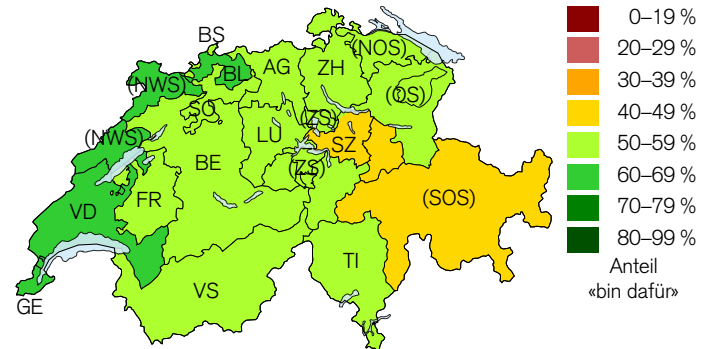 BS
BL
AG
ZH
(NOS)
(NWS)
SO
(ZS)
(OS)
(NWS)
LU
SZ
BE
(ZS)
FR
VD
(SOS)
VS
TI
GE
0–19 %
20–29 %
30–39 %
40–49 %
50–59 %
60–69 %
70–79 %
80–99 %
Anteil
«bin dafür»